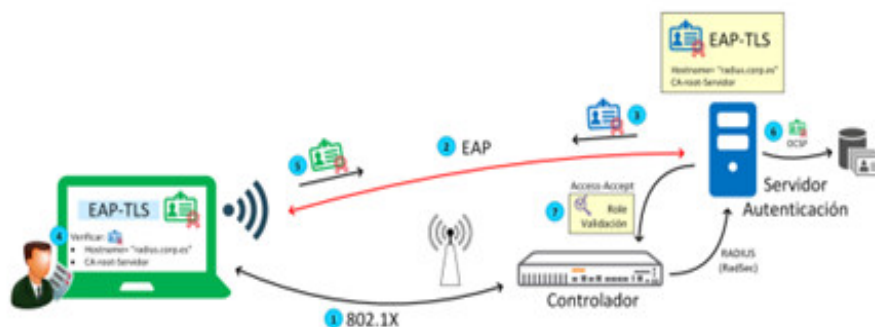 EAP-TLS
Hostname= "radius.corp.es"
CA-root-Servidor
3
5
2 EAP
6
OCSP
EAP-TLS
4
Verificar:
Hostname= "radius.corp.es"
CA-root-Servidor
Access-Accept
7
Role
Validación
Servidor
Autenticación
RADIUS
(RadSec)
Controlador
1 802.1X